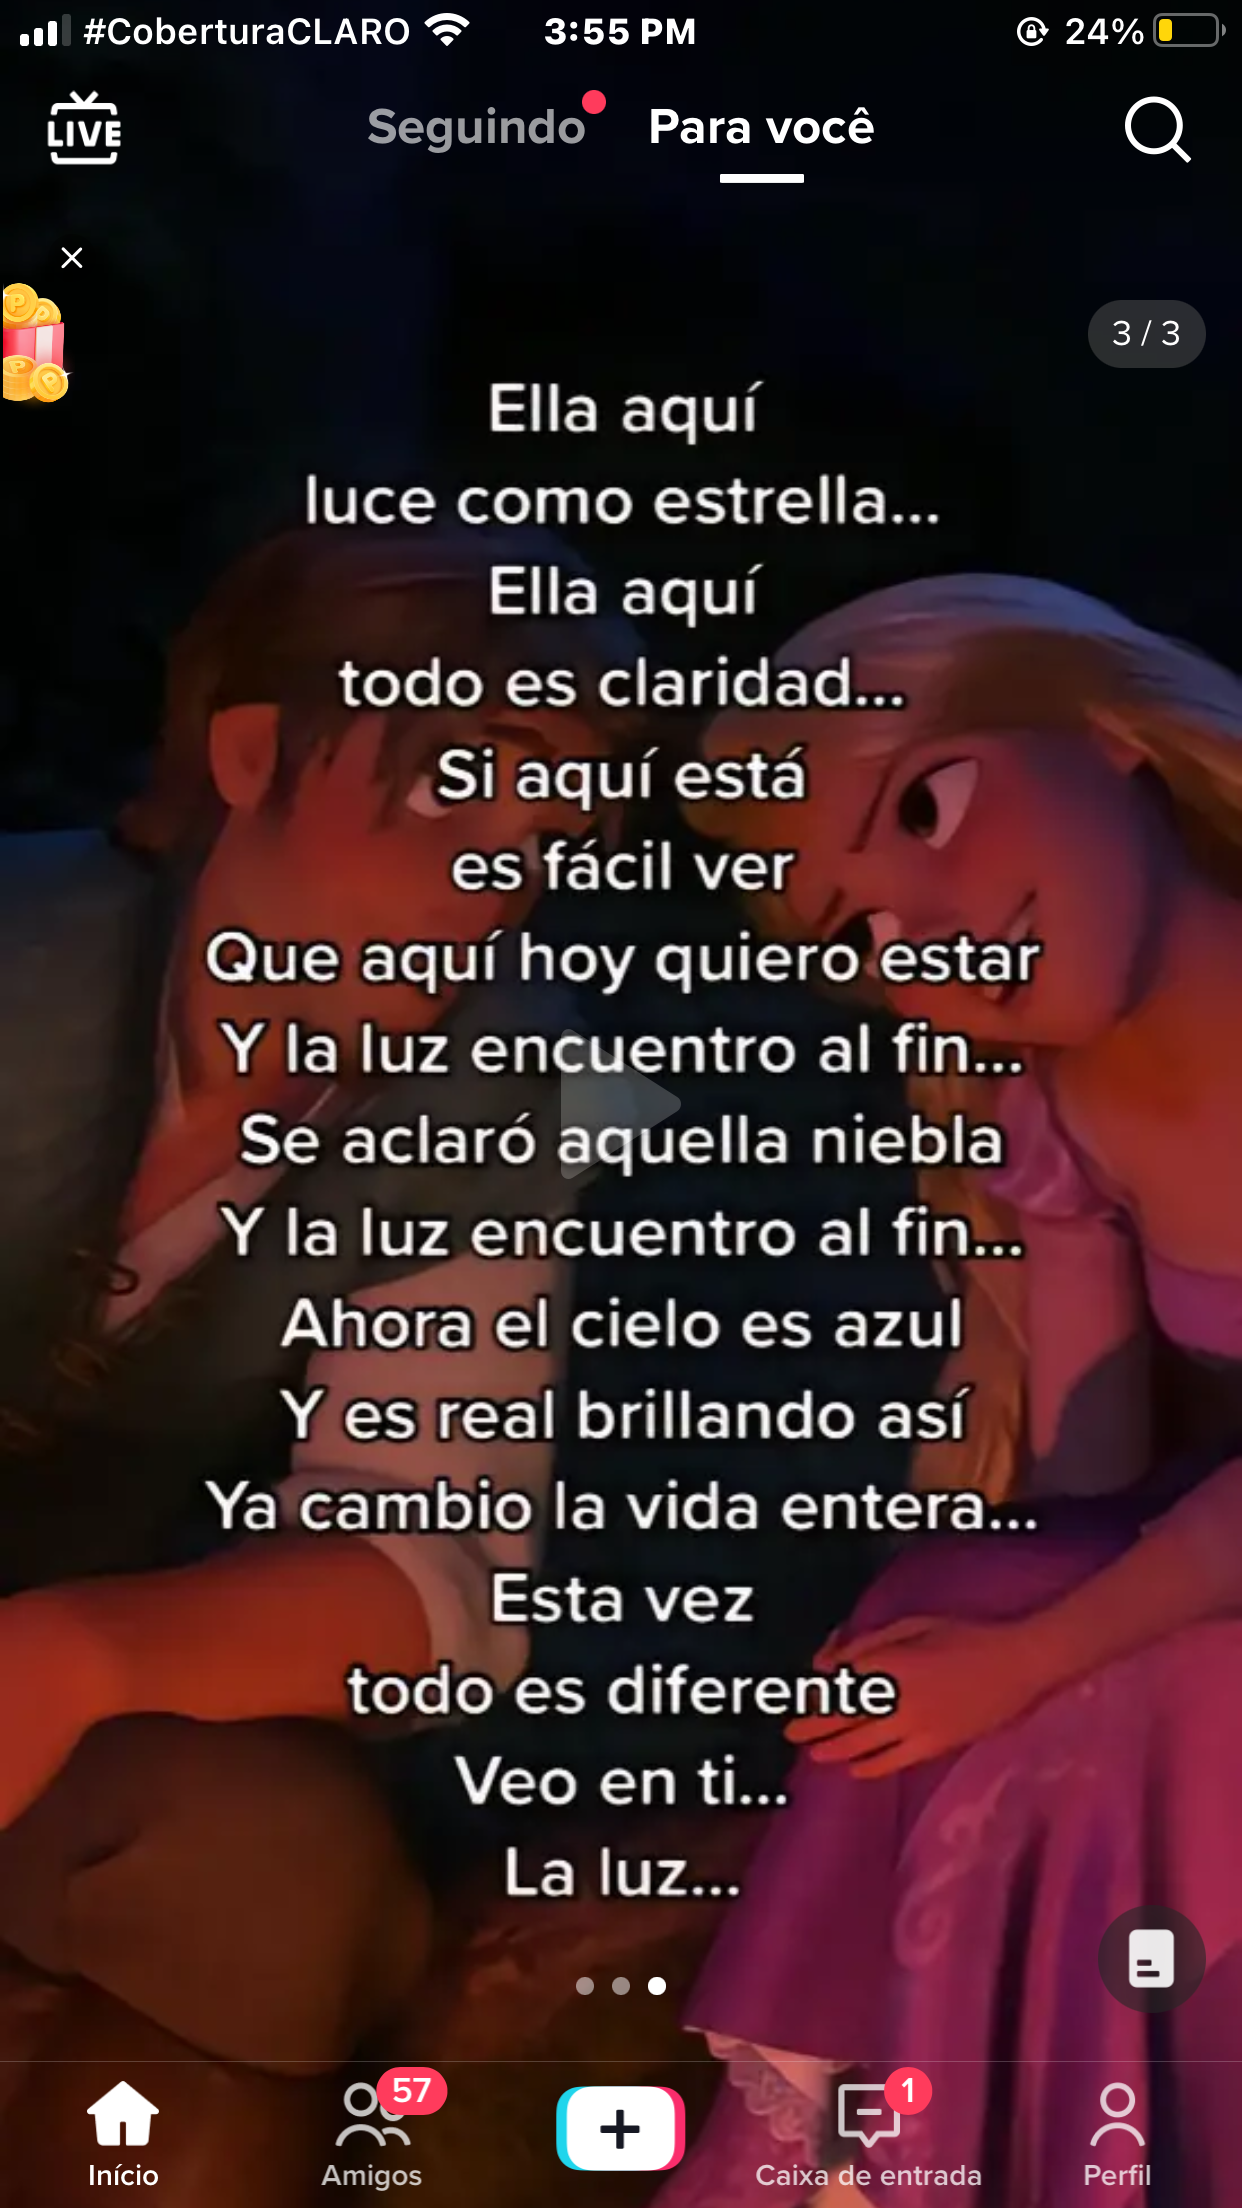 #CoberturaCLARO 3:55 PM 24%
LIVE Seguindo Para você
3 / 3
Ella aquí
luce como estrella...
Ella aquí
todo es claridad...
Si aquí está
es fácil ver
Que aquí hoy quiero estar
Y la luz encuentro al fin...
Se aclaró aquella niebla
Y la luz encuentro al fin...
Ahora el cielo es azul
Y es real brillando así
Ya cambio la vida entera...
Esta vez
todo es diferente
Veo en ti...
La luz...
57 1
Início Amigos Caixa de entrada Perfil